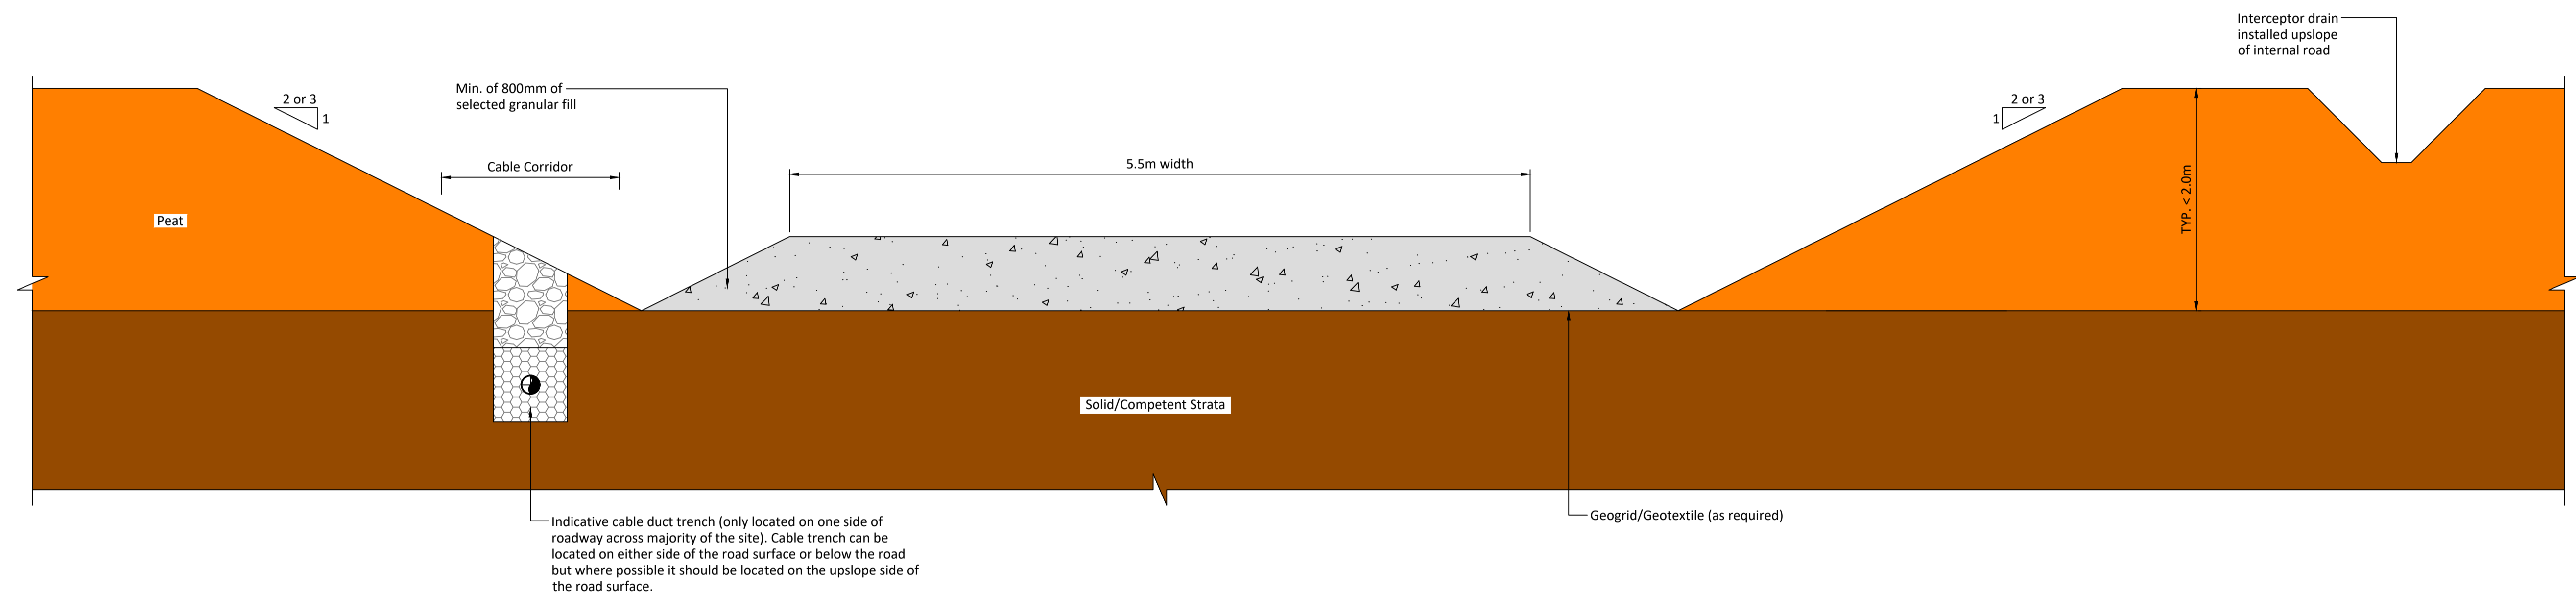 Interceptor drain
installed upslope
of internal road
Min. of 800mm of
selected granular fill
2 or 3
1
2 or 3
1
Cable Corridor
5.5m width
TYP. < 2.0m
Peat
Solid/Competent Strata
Geogrid/Geotextile (as required)
Indicative cable duct trench (only located on one side of
roadway across majority of the site). Cable trench can be
located on either side of the road surface or below the road
but where possible it should be located on the upslope side of
the road surface.